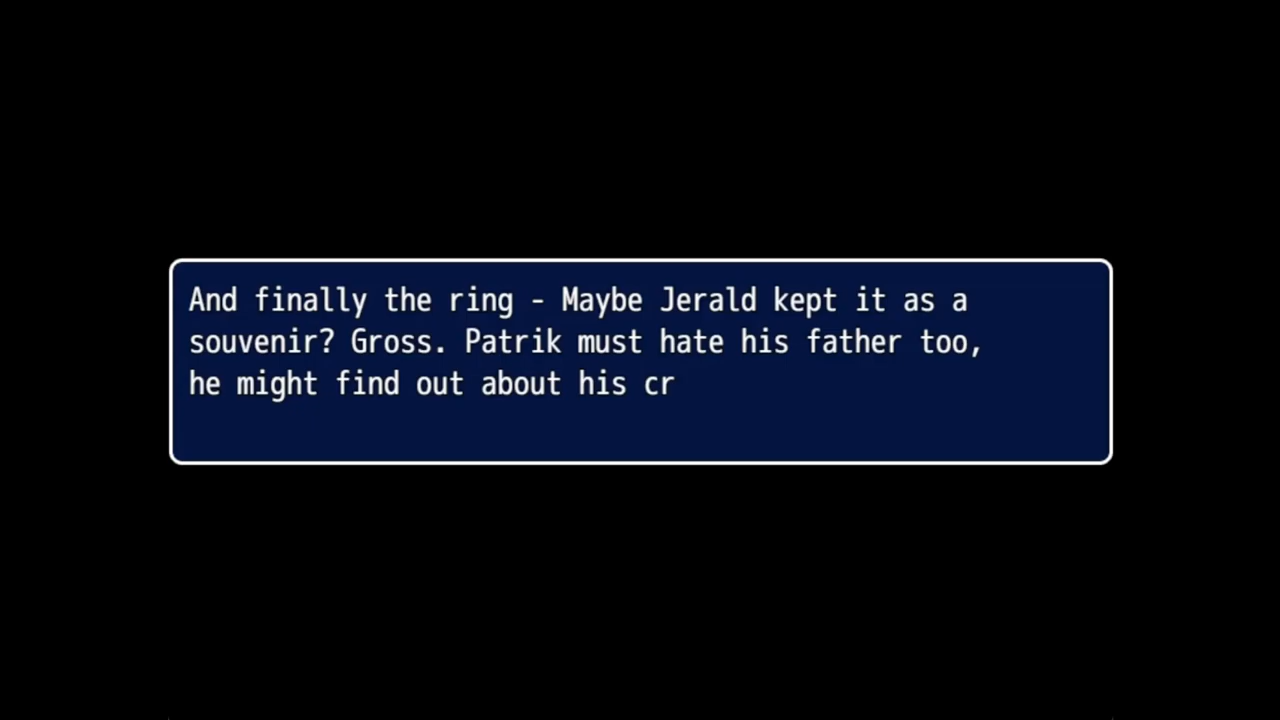 And finally the ring - Maybe Jerald kept it as a
souvenir? Gross. Patrik must hate his father too,
he might find out about his cr